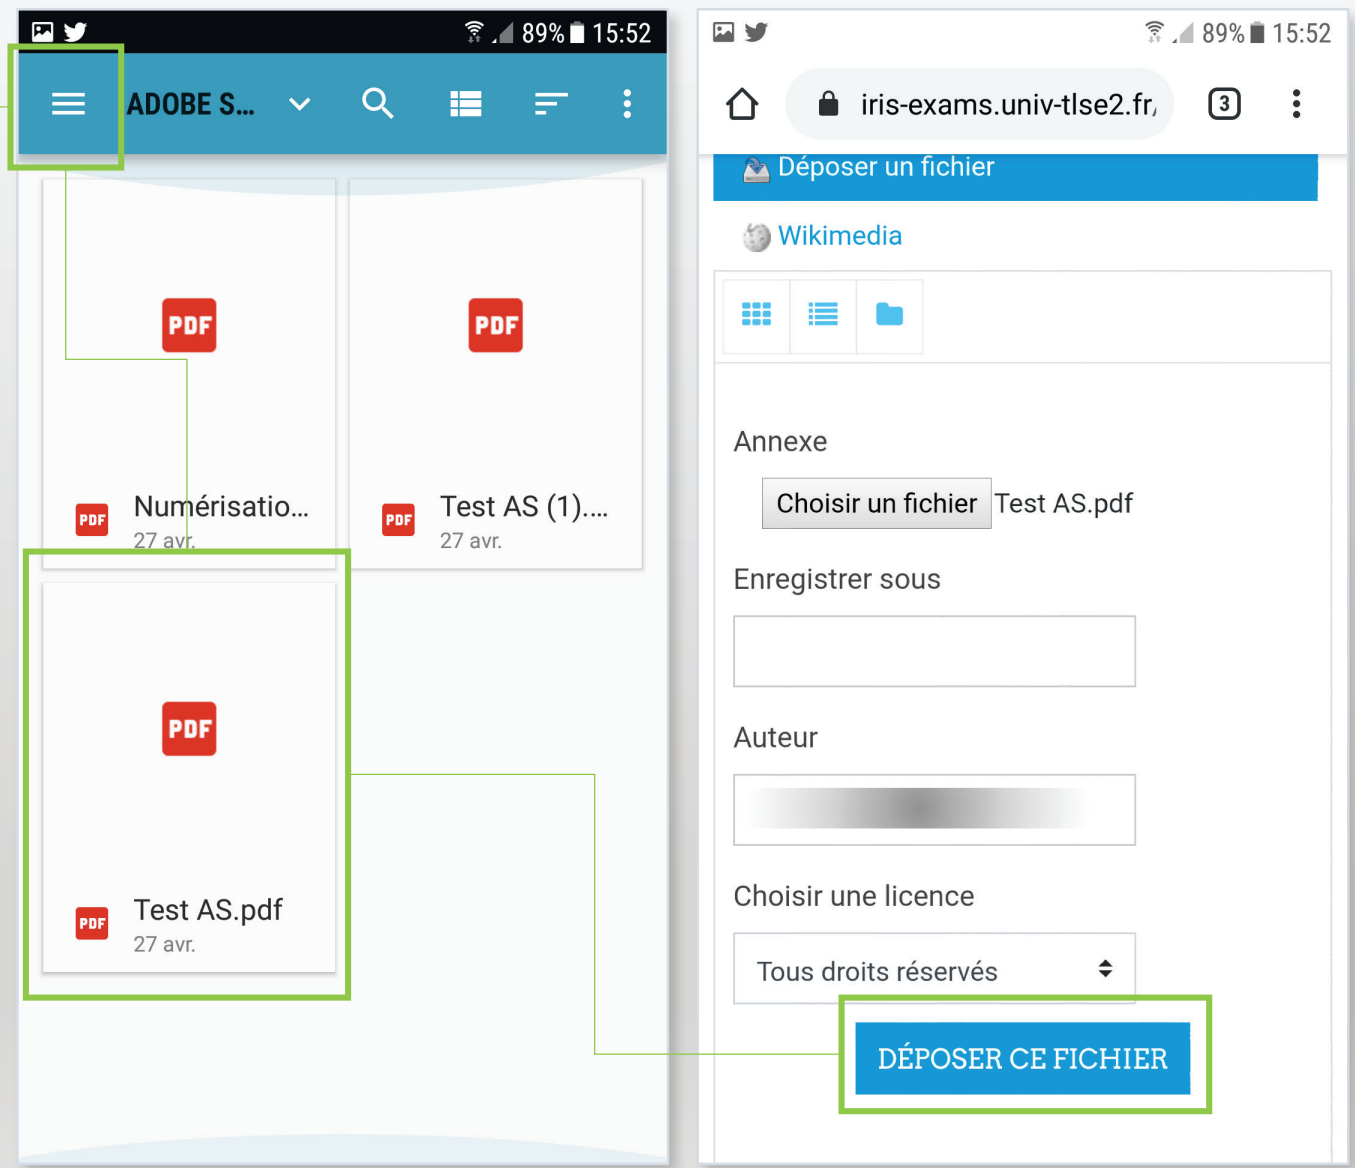 89% 15:52
ADOBE S...
PDF
PDF
PDF Numérisatio...
27 avr.
PDF Test AS (1)....
27 avr.
PDF
PDF Test AS.pdf
27 avr.
89% 15:52
iris-exams.univ-tlse2.fr/
3
Déposer un fichier
Wikimedia
Annexe
Choisir un fichier Test AS.pdf
Enregistrer sous
Auteur
Choisir une licence
Tous droits réservés
DÉPOSER CE FICHIER